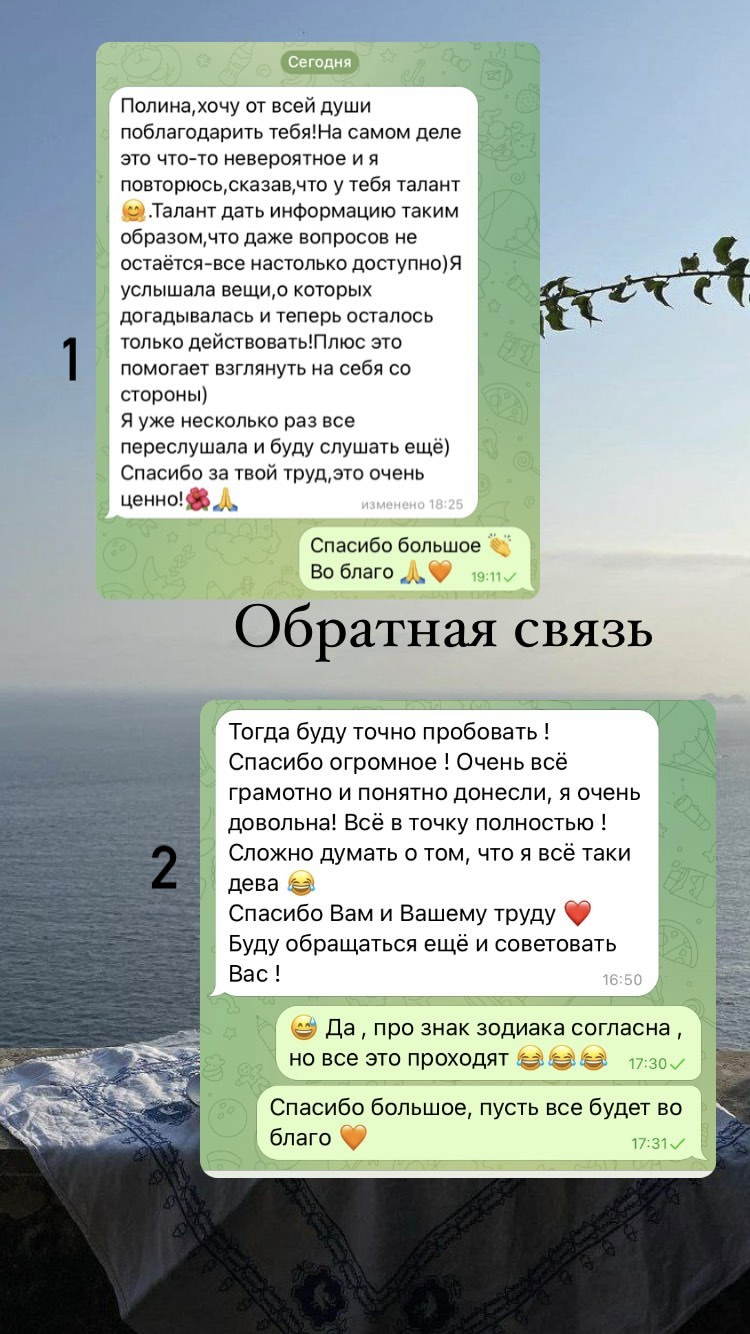 Сегодня
Полина,хочу от всей души
поблагодарить тебя!На самом деле
это что-то невероятное и я
повторюсь,сказав,что у тебя талант
🤗.Талант дать информацию таким
образом,что даже вопросов не
остаётся-все настолько доступно)Я
услышала вещи,о которых
догадывалась и теперь осталось
только действовать!Плюс это
помогает взглянуть на себя со
стороны)
Я уже несколько раз все
переслушала и буду слушать ещё)
Спасибо за твой труд,это очень
ценно!🌺🙏 изменено 18:25
1
Спасибо большое 👏
Во благо 🙏🧡 19:11
Обратная связь
Тогда буду точно пробовать !
Спасибо огромное ! Очень всё
грамотно и понятно донесли, я очень
довольна! Всё в точку полностью !
Сложно думать о том, что я всё таки
дева 😂
Спасибо Вам и Вашему труду ❤️
Буду обращаться ещё и советовать
Вас ! 16:50
2
😅 Да , про знак зодиака согласна ,
но все это проходят 😂😂😂 17:30
Спасибо большое, пусть все будет во
благо 🧡 17:31